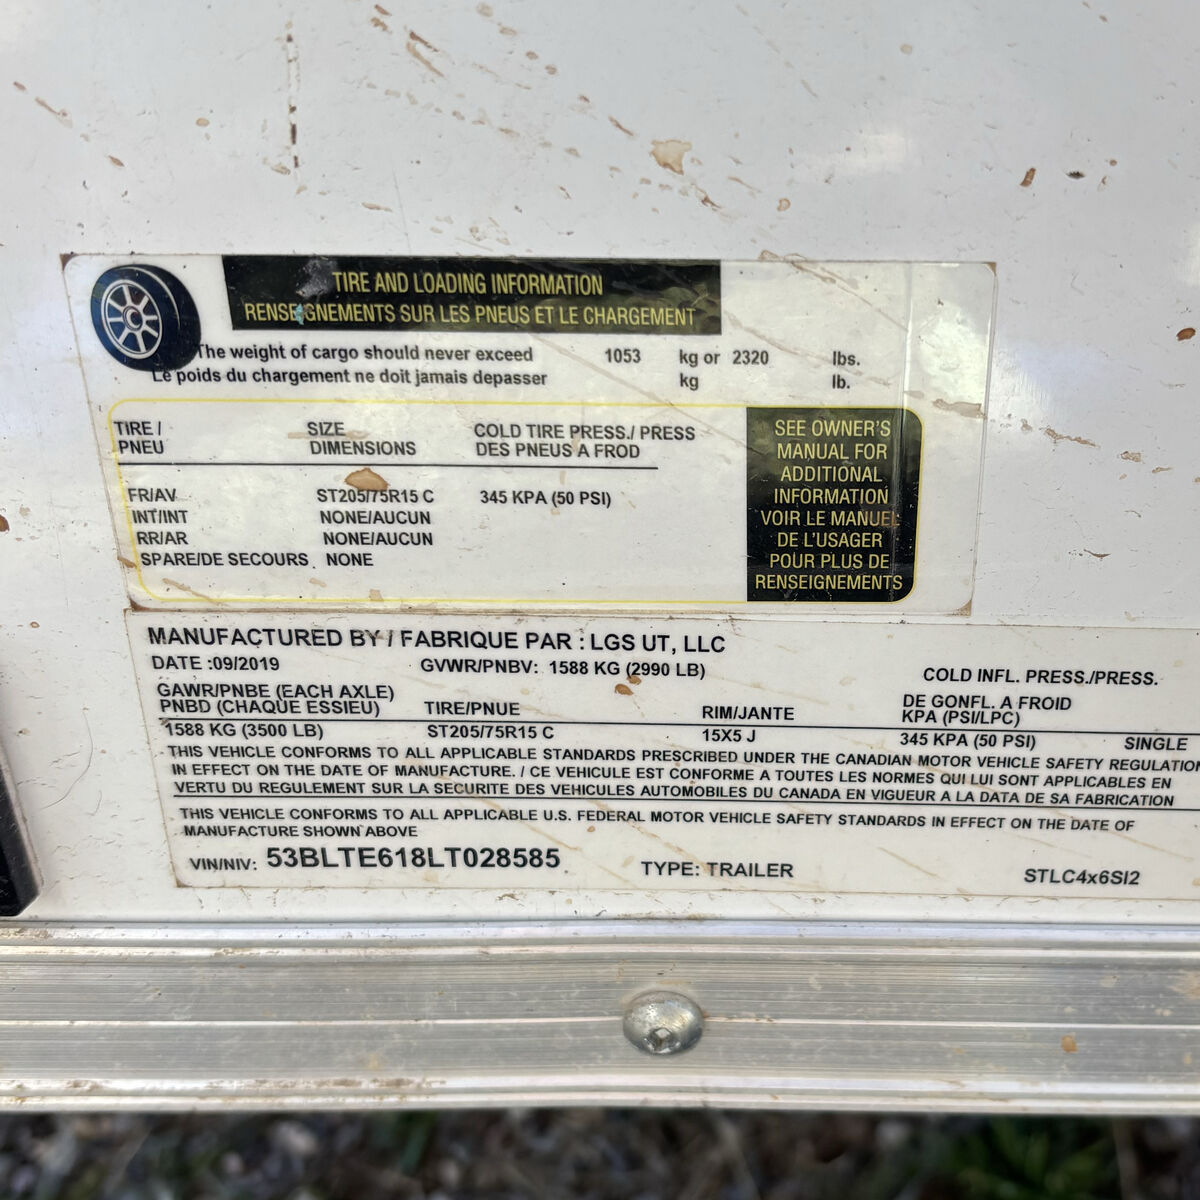 TIRE AND LOADING INFORMATION
RENSEIGNEMENTS SUR LES PNEUS ET LE CHARGEMENT
The weight of cargo should never exceed 1053 kg or 2320 lbs.
Le poids du chargement ne doit jamais depasser kg lb.
TIRE / SIZE COLD TIRE PRESS./ PRESS
PNEU DIMENSIONS DES PNEUS A FROD
FR/AV ST205/75R15 C 345 KPA (50 PSI)
INT/INT NONE/AUCUN
RR/AR NONE/AUCUN
SPARE/DE SECOURS NONE
SEE OWNER'S
MANUAL FOR
ADDITIONAL
INFORMATION
VOIR LE MANUEL
DE L'USAGER
POUR PLUS DE
RENSEIGNEMENTS
MANUFACTURED BY / FABRIQUE PAR : LGS UT, LLC
DATE :09/2019 GVWR/PNBV: 1588 KG (2990 LB)
COLD INFL. PRESS./PRESS.
GAWR/PNBE (EACH AXLE) DE GONFL. A FROID
PNBD (CHAQUE ESSIEU) TIRE/PNUE RIM/JANTE KPA (PSI/LPC)
1588 KG (3500 LB) ST205/75R15 C 15X5 J 345 KPA (50 PSI) SINGLE
THIS VEHICLE CONFORMS TO ALL APPLICABLE STANDARDS PRESCRIBED UNDER THE CANADIAN MOTOR VEHICLE SAFETY REGULATION
IN EFFECT ON THE DATE OF MANUFACTURE. / CE VEHICULE EST CONFORME A TOUTES LES NORMES QUI LUI SONT APPLICABLES EN
VERTU DU REGULEMENT SUR LA SECURITE DES VEHICULES AUTOMOBILES DU CANADA EN VIGUEUR A LA DATA DE SA FABRICATION
THIS VEHICLE CONFORMS TO ALL APPLICABLE U.S. FEDERAL MOTOR VEHICLE SAFETY STANDARDS IN EFFECT ON THE DATE OF
MANUFACTURE SHOWN ABOVE
VIN/NIV: 53BLTE618LT028585 TYPE: TRAILER STLC4x6SI2